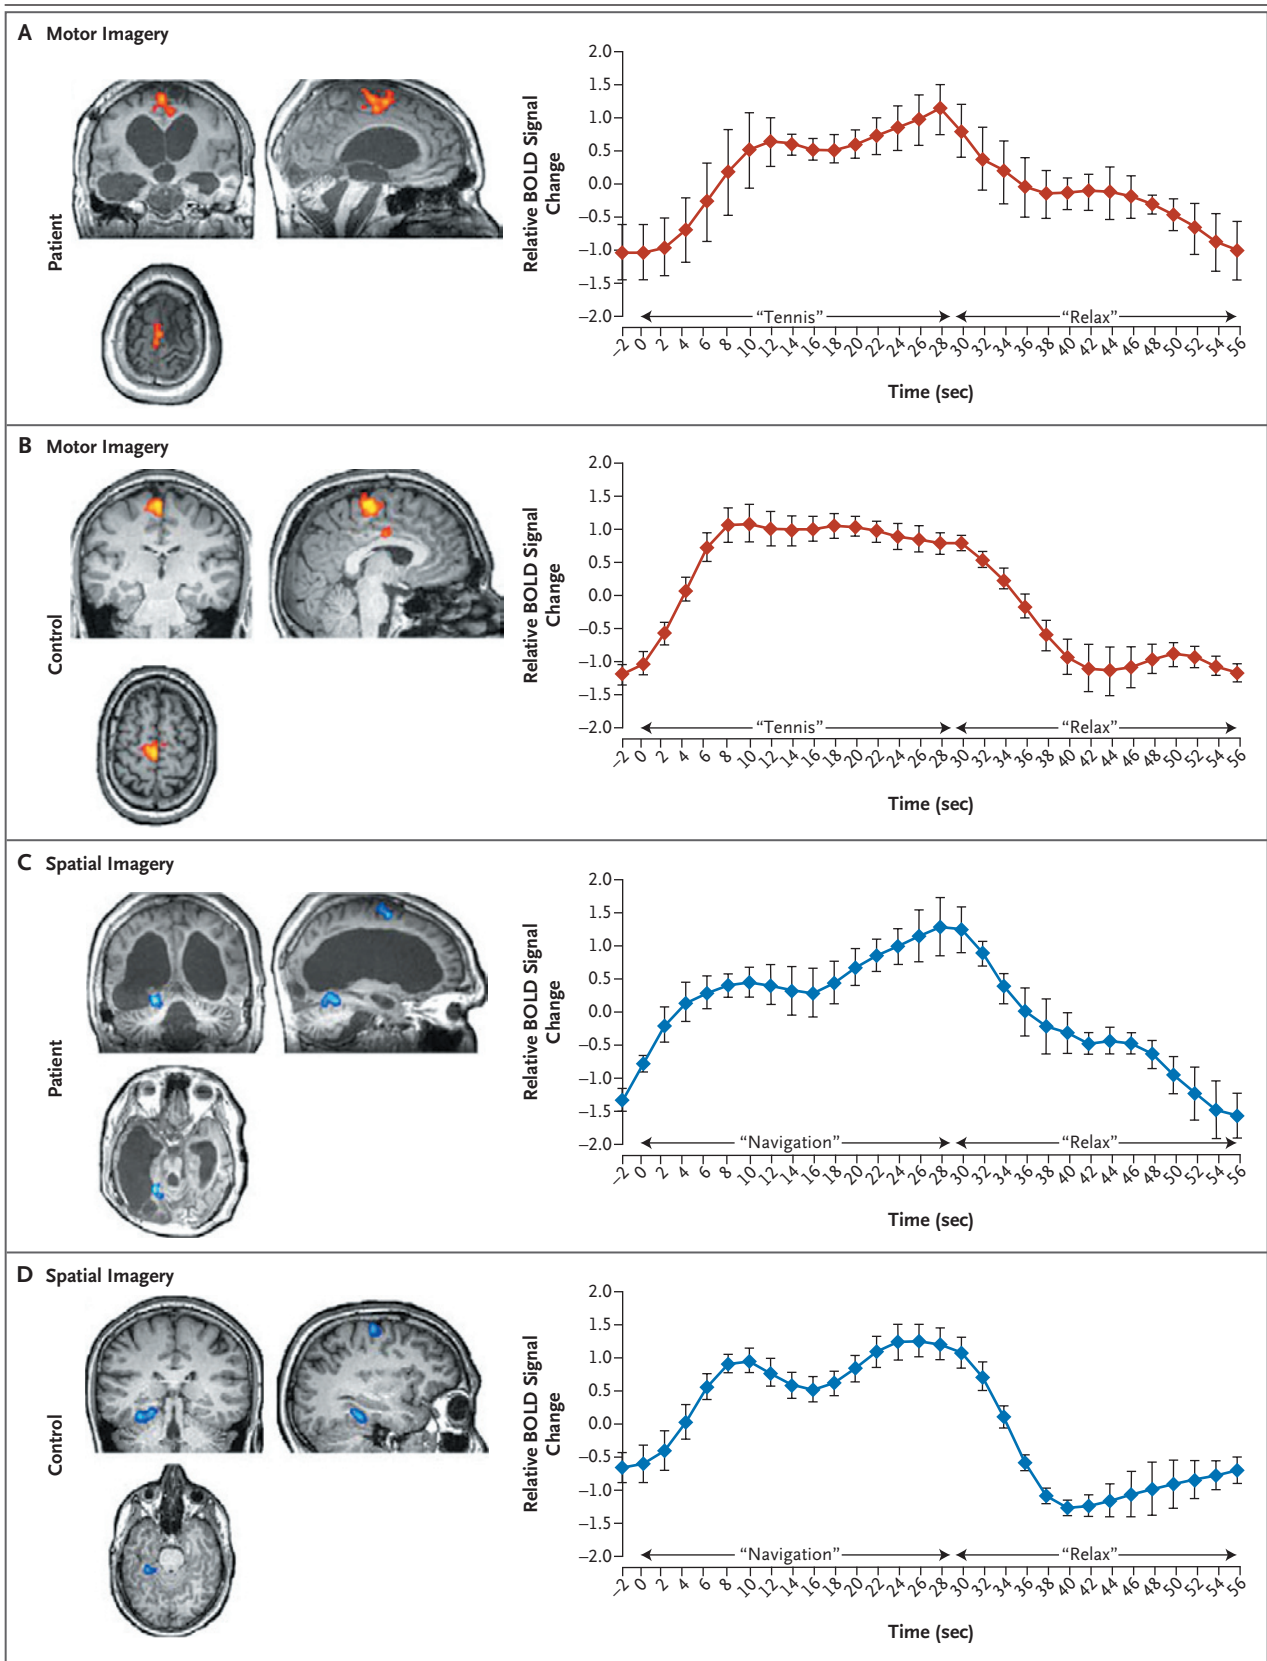 A Motor Imagery
Patient
Relative BOLD Signal
Change
2.0
1.5
1.0
0.5
0.0
−0.5
−1.0
−1.5
−2.0
“Tennis” “Relax”
−2 0 2 4 6 8 10 12 14 16 18 20 22 24 26 28 30 32 34 36 38 40 42 44 46 48 50 52 54 56
Time (sec)
B Motor Imagery
Control
Relative BOLD Signal
Change
2.0
1.5
1.0
0.5
0.0
−0.5
−1.0
−1.5
−2.0
“Tennis” “Relax”
−2 0 2 4 6 8 10 12 14 16 18 20 22 24 26 28 30 32 34 36 38 40 42 44 46 48 50 52 54 56
Time (sec)
C Spatial Imagery
Patient
Relative BOLD Signal
Change
2.0
1.5
1.0
0.5
0.0
−0.5
−1.0
−1.5
−2.0
“Navigation” “Relax”
−2 0 2 4 6 8 10 12 14 16 18 20 22 24 26 28 30 32 34 36 38 40 42 44 46 48 50 52 54 56
Time (sec)
D Spatial Imagery
Control
Relative BOLD Signal
Change
2.0
1.5
1.0
0.5
0.0
−0.5
−1.0
−1.5
−2.0
“Navigation” “Relax”
−2 0 2 4 6 8 10 12 14 16 18 20 22 24 26 28 30 32 34 36 38 40 42 44 46 48 50 52 54 56
Time (sec)